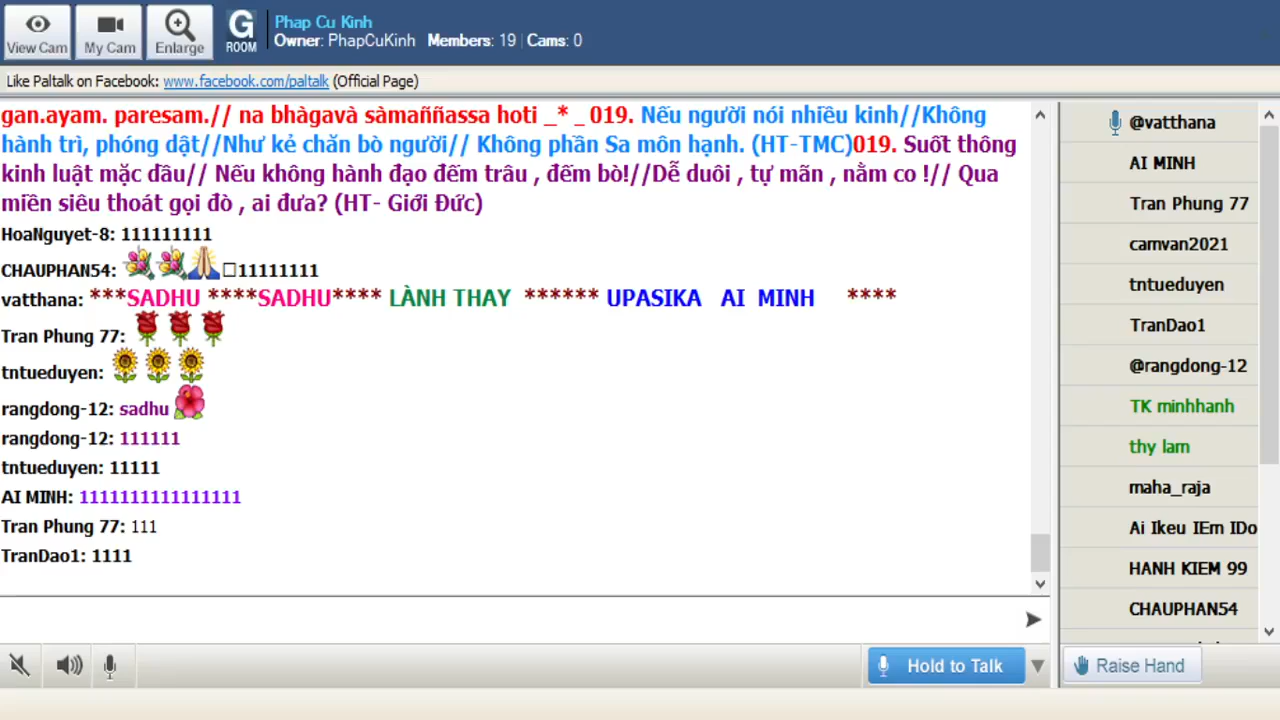 View Cam
My Cam
Enlarge
G
ROOM
Phap Cu Kinh
Owner: PhapCuKinh Members: 19 | Cams: 0
Like Paltalk on Facebook: www.facebook.com/paltalk (Official Page)
gan.ayam. paresam.// na bhàgavà sàmaññassa hoti _* _ 019. Nếu người nói nhiều kinh//Không
hành trì, phóng dật//Như kẻ chăn bò người// Không phần Sa môn hạnh. (HT-TMC)019. Suốt thông
kinh luật mặc dầu// Nếu không hành đạo đếm trâu , đếm bò!//Dễ duôi , tự mãn , nằm co !// Qua
miền siêu thoát gọi đò , ai đưa? (HT- Giới Đức)
HoaNguyet-8: 111111111
CHAUPHAN54: 11111111
vatthana: ***SADHU ****SADHU**** LÀNH THAY ****** UPASIKA AI MINH ****
Tran Phung 77:
tntueduyen:
rangdong-12: sadhu
rangdong-12: 111111
tntueduyen: 11111
AI MINH: 1111111111111111
Tran Phung 77: 111
TranDao1: 1111
@vatthana
AI MINH
Tran Phung 77
camvan2021
tntueduyen
TranDao1
@rangdong-12
TK minhhanh
thy lam
maha_raja
Ai Ikeu IEm IDo
HANH KIEM 99
CHAUPHAN54
Hold to Talk
Raise Hand